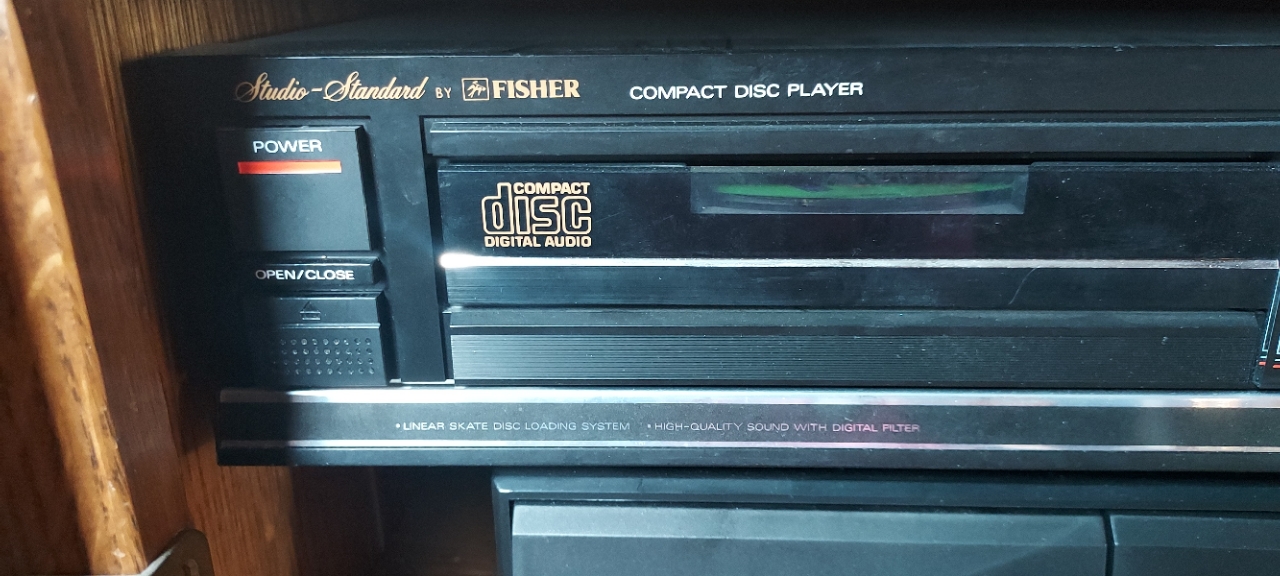 Studio-Standard BY FISHER COMPACT DISC PLAYER
POWER
COMPACT
disc
DIGITAL AUDIO
OPEN/CLOSE
• LINEAR SKATE DISC LOADING SYSTEM • HIGH-QUALITY SOUND WITH DIGITAL FILTER